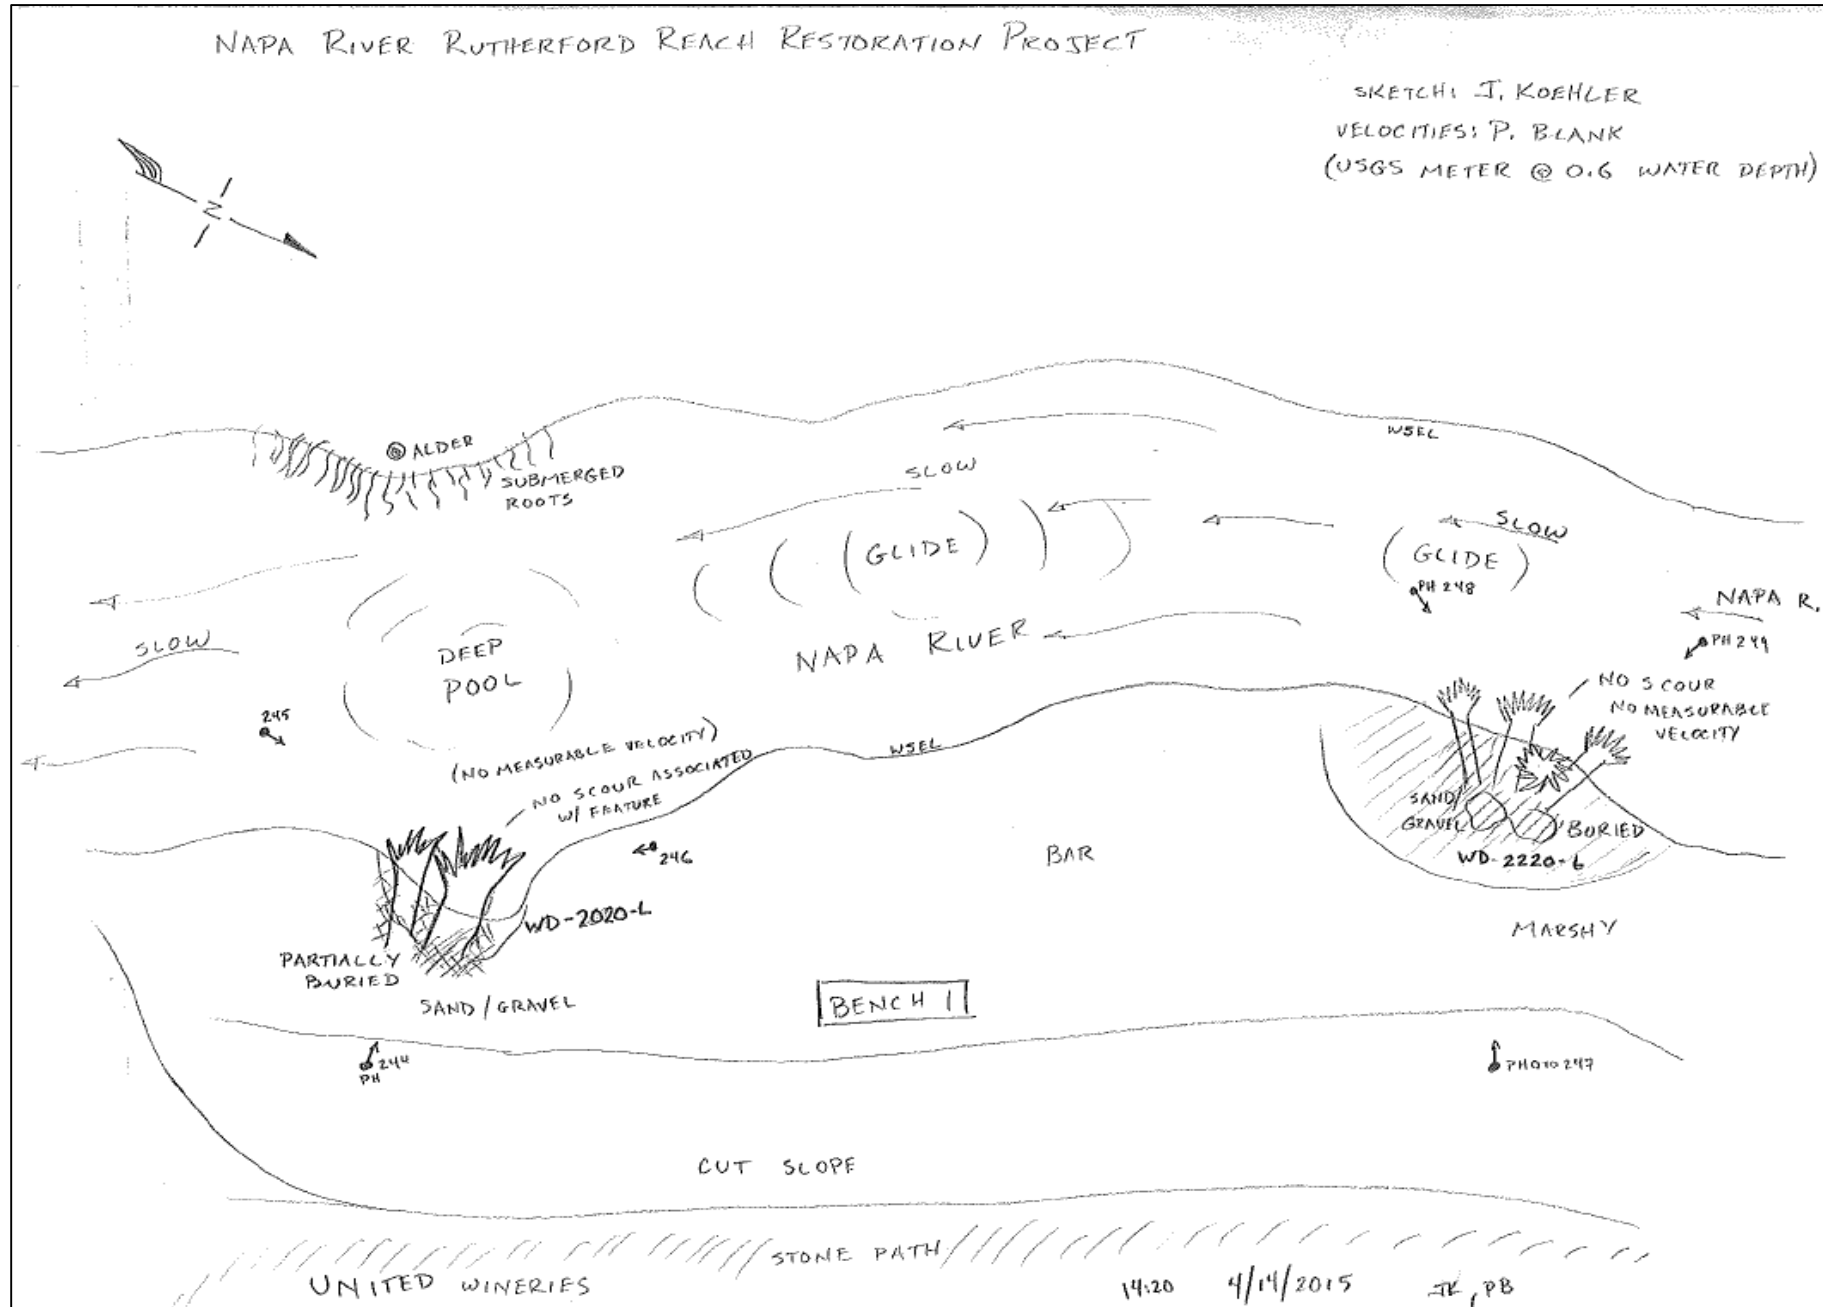 NAPA RIVER RUTHERFORD REACH RESTORATION PROJECT
SKETCH: J. KOEHLER
VELOCITIES: P. BLANK
(USGS METER @ 0.6 WATER DEPTH)
N
WSEL
ALDER
SUBMERGED
ROOTS
SLOW
(GLIDE)
SLOW
(GLIDE)
PH 248
NAPA R.
PH 249
SLOW
DEEP
POOL
NAPA RIVER
245
NO SCOUR
NO MEASURABLE
VELOCITY
(NO MEASURABLE VELOCITY)
NO SCOUR ASSOCIATED
W/ FEATURE
WSEL
246
BAR
SAND/
GRAVEL
BURIED
WD-2220-L
WD-2020-L
MARSHY
PARTIALLY
BURIED
SAND/GRAVEL
BENCH 1
244
PH
PHOTO 247
CUT SLOPE
STONE PATH
UNITED WINERIES
14:20 4/14/2015 JK, PB